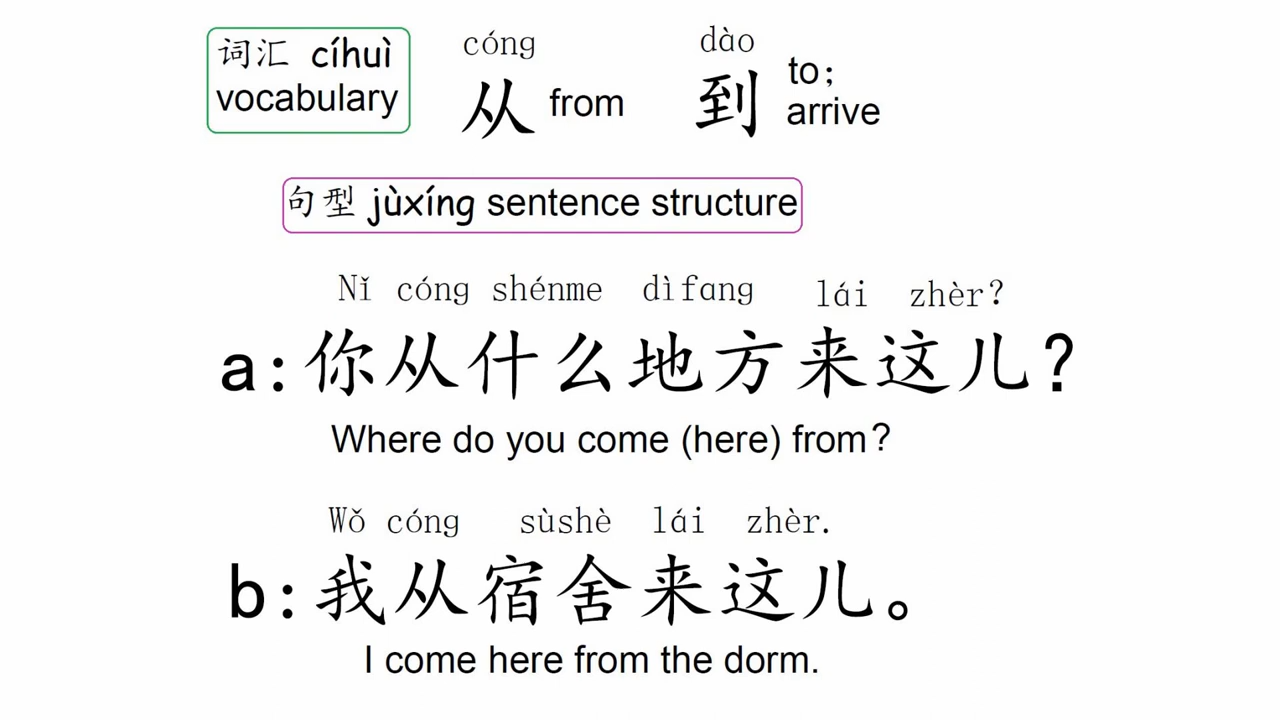 词汇 cíhuì
vocabulary
cóng
从 from
dào
到 to;
arrive
句型 jùxíng sentence structure
Nǐ cóng shénme dìfang lái zhèr?
a:你从什么地方来这儿?
Where do you come (here) from?
Wǒ cóng sùshè lái zhèr.
b:我从宿舍来这儿。
I come here from the dorm.